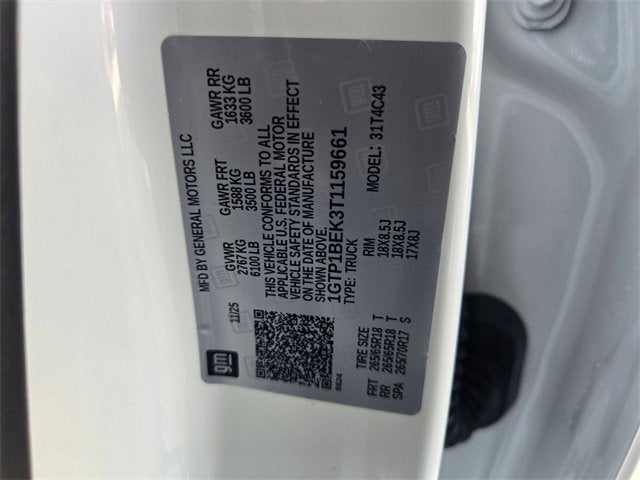 gm
MFD BY GENERAL MOTORS LLC
11/25
GVWR
2767 KG
6100 LB
GAWR FRT
1588 KG
3500 LB
GAWR RR
1633 KG
3600 LB
THIS VEHICLE CONFORMS TO ALL
APPLICABLE U.S. FEDERAL MOTOR
VEHICLE SAFETY STANDARDS IN EFFECT
ON THE DATE OF MANUFACTURE
SHOWN ABOVE.
1GTP1BEK3T1159661
TYPE: TRUCK
MODEL: 31T4C43
TIRE SIZE RIM
FRT 265/65R18 T 18X8.5J
RR 265/65R18 T 18X8.5J
SPA 265/70R17 S 17X8J